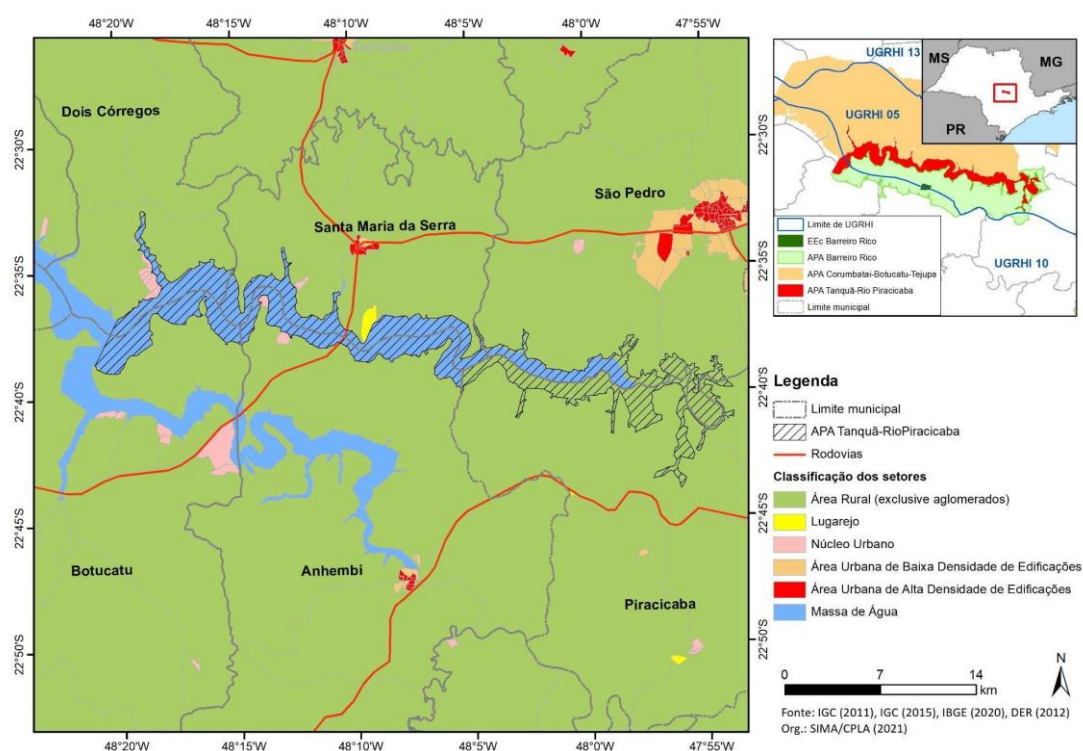 48°20'W 48°15'W 48°10'W 48°5'W 48°0'W 47°55'W
Dois Córregos
22°30'S
22°30'S
São Pedro
Santa Maria da Serra
22°35'S
22°35'S
22°40'S
22°40'S
22°45'S
22°45'S
Botucatu
Anhembi
Piracicaba
22°50'S
22°50'S
48°20'W 48°15'W 48°10'W 48°5'W 48°0'W 47°55'W
UGRHI 13
MS
MG
PR
UGRHI 05
UGRHI 10
Limite de UGRHI
EEc Barreiro Rico
APA Barreiro Rico
APA Corumbatai-Botucatu-Tejupa
APA Tanquã-Rio Piracicaba
Limite municipal
Legenda
Limite municipal
APA Tanquã-RioPiracicaba
Rodovias
Classificação dos setores
Área Rural (exclusive aglomerados)
Lugarejo
Núcleo Urbano
Área Urbana de Baixa Densidade de Edificações
Área Urbana de Alta Densidade de Edificações
Massa de Água
N
0 7 14
km
Fonte: IGC (2011), IGC (2015), IBGE (2020), DER (2012)
Org.: SIMA/CPLA (2021)